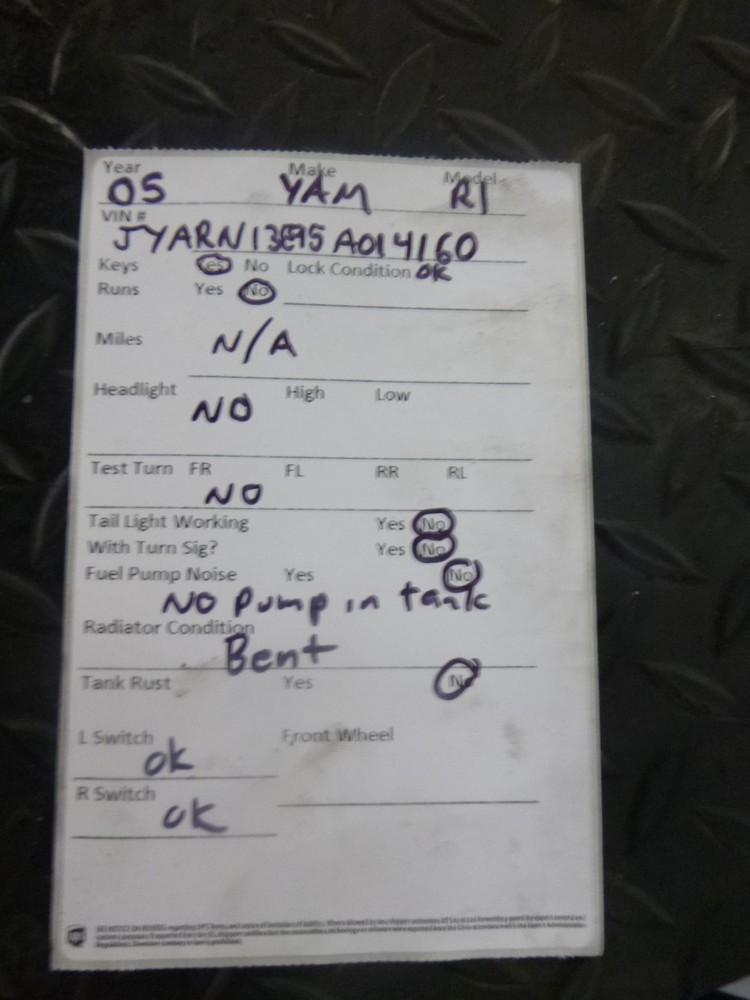 Year Make Model
05 YAM R1
VIN #
JYARN13E95A014160
Keys Yes No Lock Condition OK
Runs Yes No
Miles N/A
Headlight High Low
NO
Test Turn FR FL RR RL
NO
Tail Light Working Yes No
With Turn Sig? Yes No
Fuel Pump Noise Yes No
NO Pump in tank
Radiator Condition
Bent
Tank Rust Yes No
L Switch Front Wheel
ok
R Switch
OK